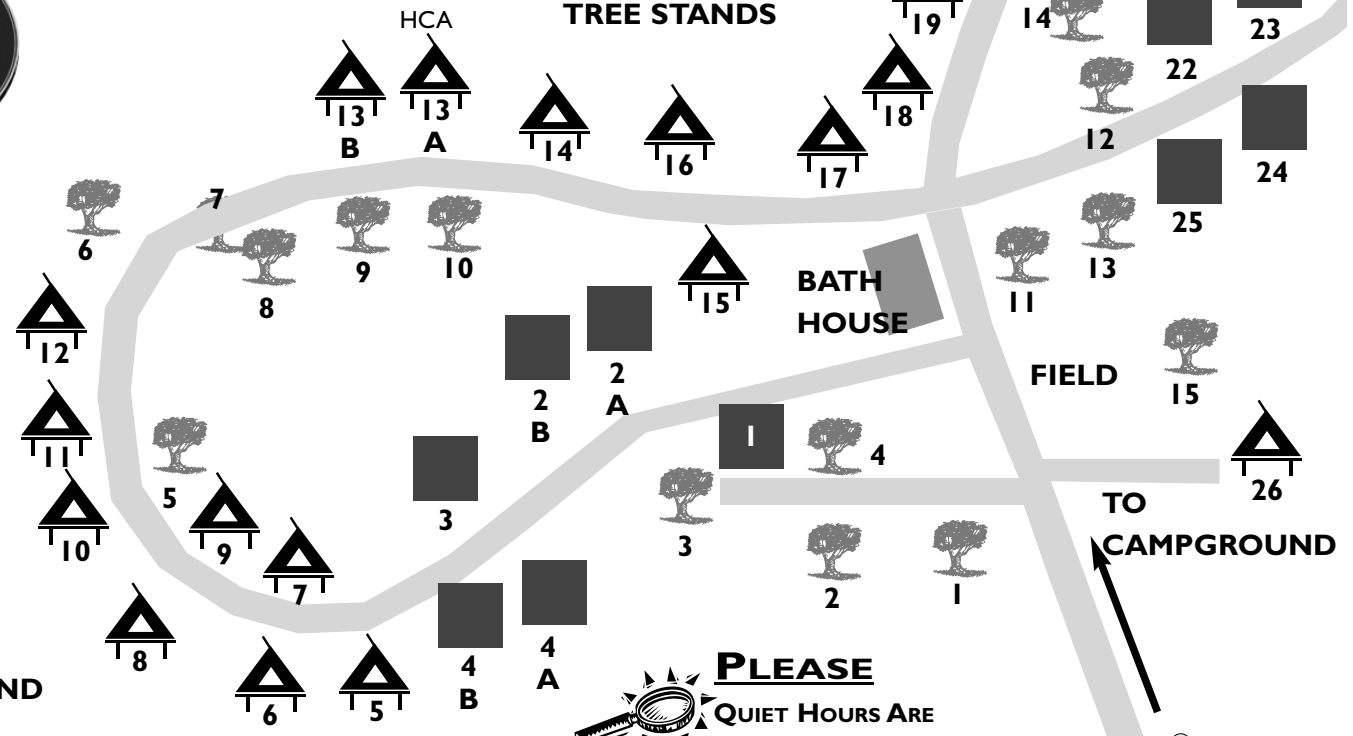 HCA
TREE STANDS
19
14
23
22
13
B
13
A
14
16
17
18
12
24
25
7
6
8
9
10
15
BATH
HOUSE
11
13
12
2
A
2
B
FIELD
15
11
1
4
5
3
3
10
9
7
26
TO
CAMPGROUND
2
1
8
6
5
4
B
4
A
ND
PLEASE
QUIET HOURS ARE